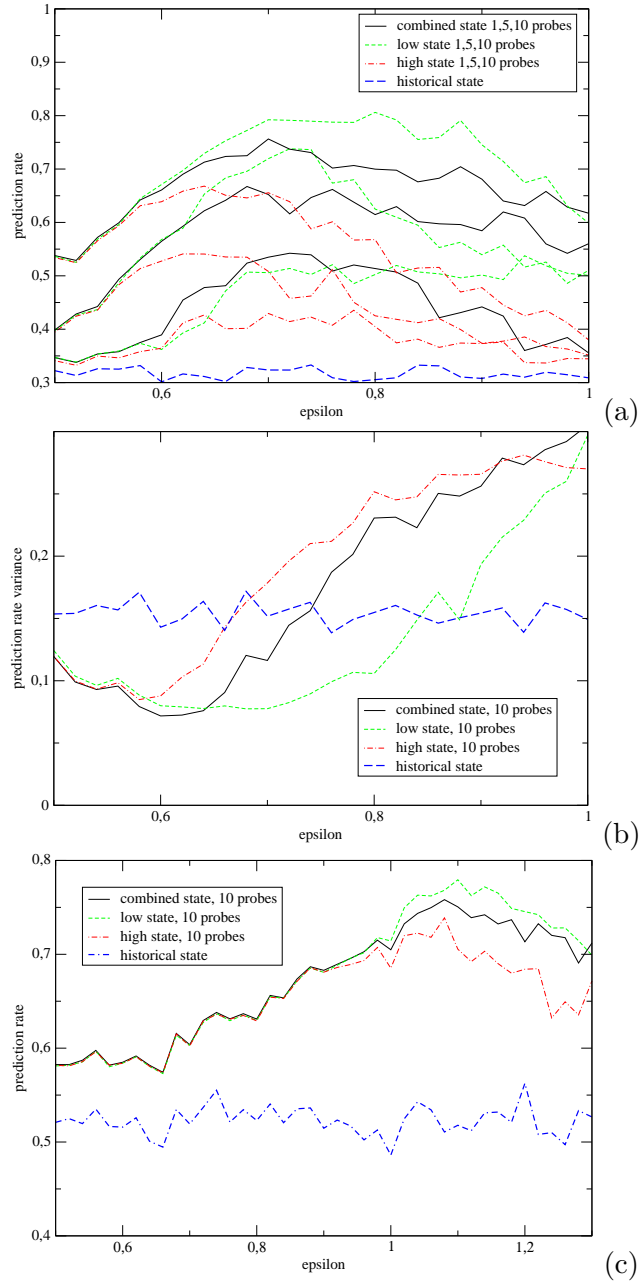 1
0,9
0,8
0,7
0,6
0,5
0,4
0,3
prediction rate
combined state 1,5,10 probes
low state 1,5,10 probes
high state 1,5,10 probes
historical state
0,6
0,8
1
epsilon
(a)
0,2
0,1
0
prediction rate variance
combined state, 10 probes
low state, 10 probes
high state, 10 probes
historical state
0,6
0,8
1
epsilon
(b)
0,8
0,7
0,6
0,5
0,4
prediction rate
combined state, 10 probes
low state, 10 probes
high state, 10 probes
historical state
0,6
0,8
1
1,2
epsilon
(c)